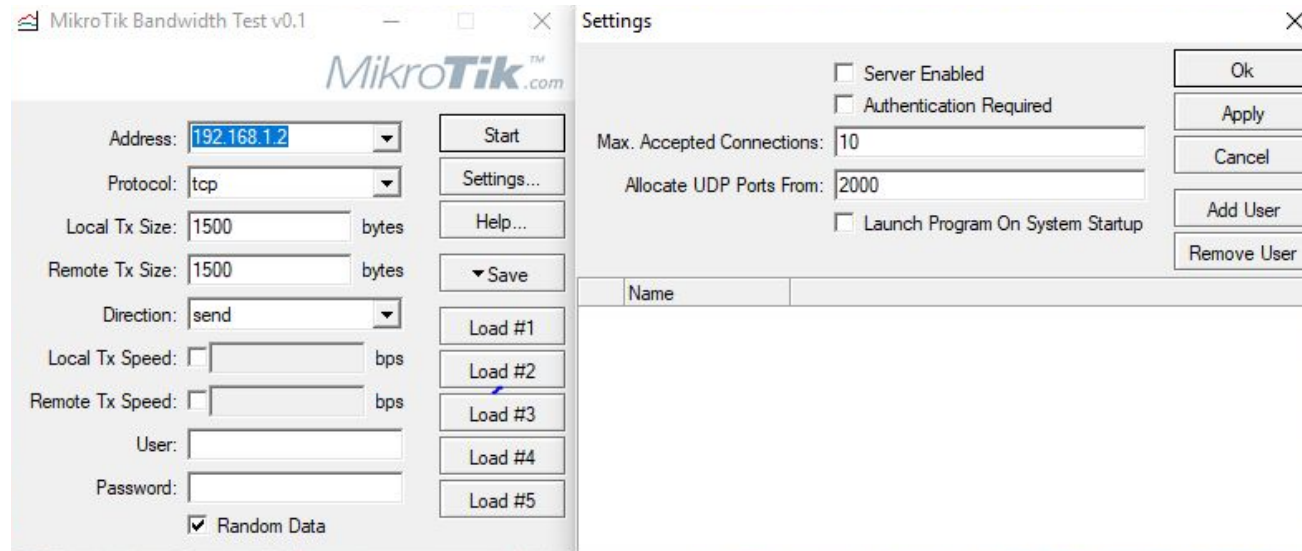 MikroTik Bandwidth Test v0.1
MikroTik™.com
Address: 192.168.1.2
Start
Protocol: tcp
Settings...
Local Tx Size: 1500 bytes
Help...
Remote Tx Size: 1500 bytes
Save
Direction: send
Load #1
Local Tx Speed: bps
Load #2
Remote Tx Speed: bps
Load #3
User:
Load #4
Password:
Load #5
Random Data
Settings
Server Enabled
Ok
Authentication Required
Apply
Max. Accepted Connections: 10
Cancel
Allocate UDP Ports From: 2000
Add User
Launch Program On System Startup
Remove User
Name